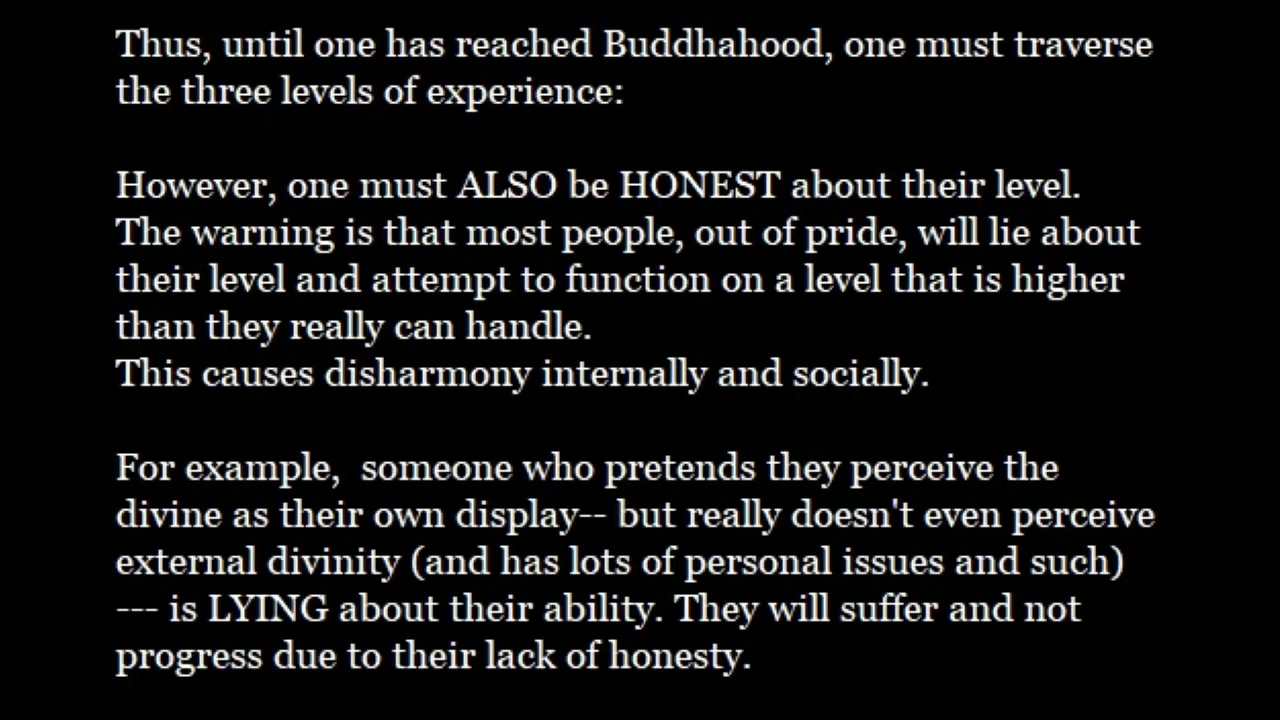 Thus, until one has reached Buddhahood, one must traverse
the three levels of experience:
However, one must ALSO be HONEST about their level.
The warning is that most people, out of pride, will lie about
their level and attempt to function on a level that is higher
than they really can handle.
This causes disharmony internally and socially.
For example,  someone who pretends they perceive the
divine as their own display-- but really doesn't even perceive
external divinity (and has lots of personal issues and such)
--- is LYING about their ability. They will suffer and not
progress due to their lack of honesty.